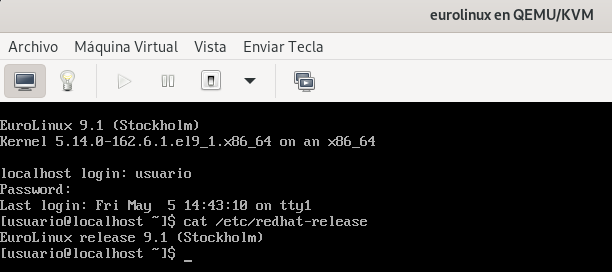 eurolinux en QEMU/KVM
Archivo Máquina Virtual Vista Enviar Tecla
EuroLinux 9.1 (Stockholm)
Kernel 5.14.0-162.6.1.el9_1.x86_64 on an x86_64
localhost login: usuario
Password:
Last login: Fri May  5 14:43:10 on tty1
[usuario@localhost ~]$ cat /etc/redhat-release
EuroLinux release 9.1 (Stockholm)
[usuario@localhost ~]$ _